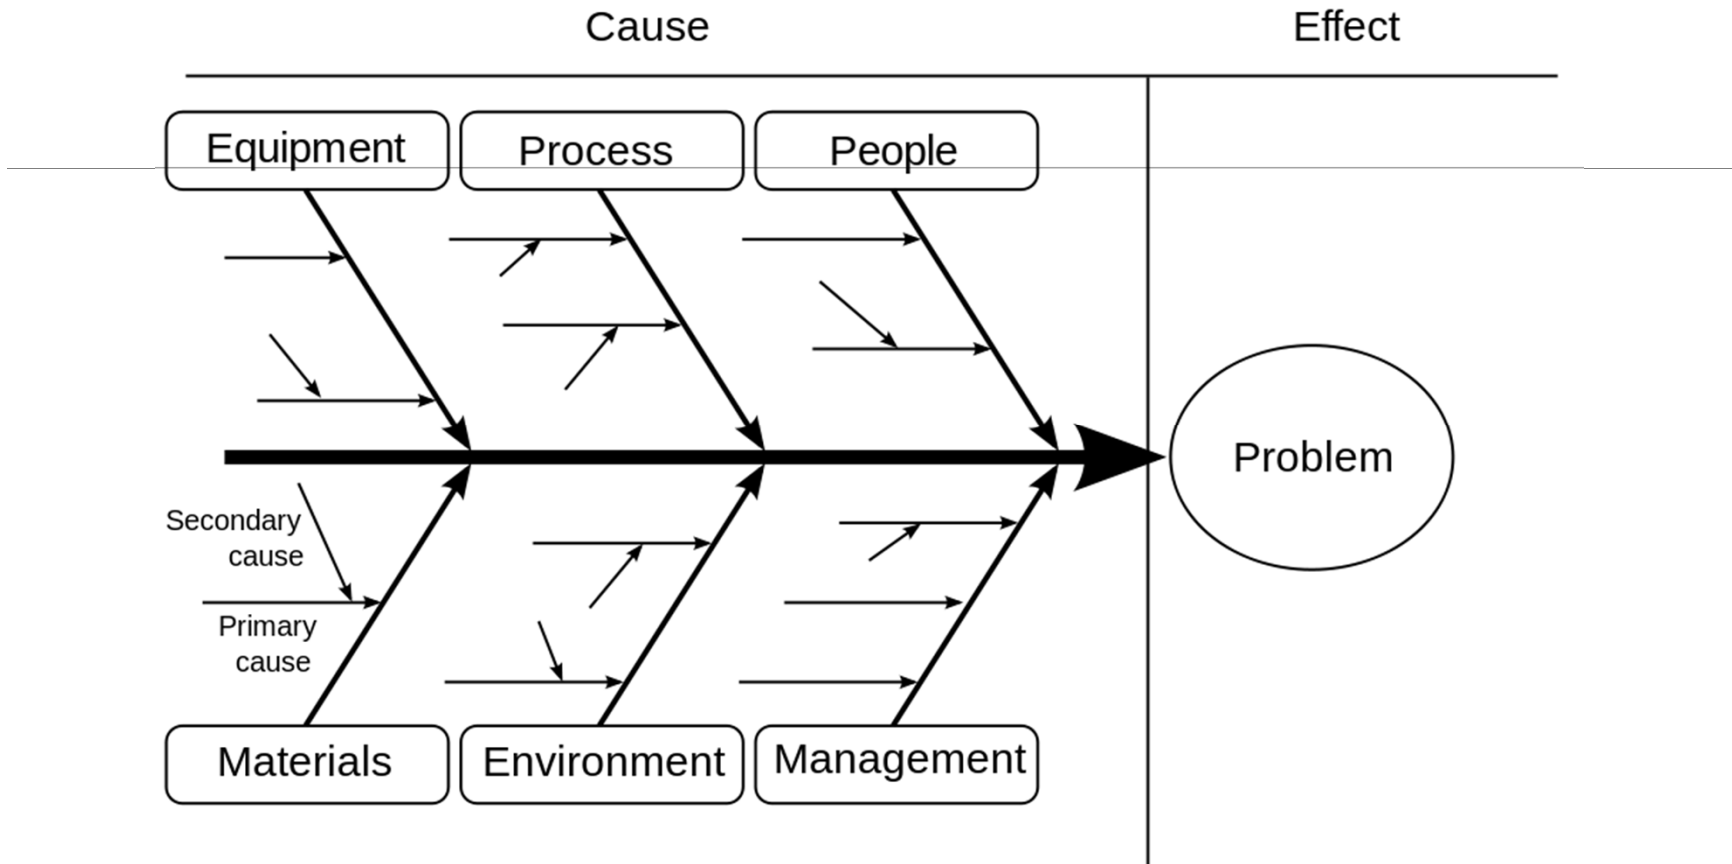 Cause
Effect
Equipment
Process
People
Problem
Secondary
cause
Primary
cause
Materials
Environment
Management